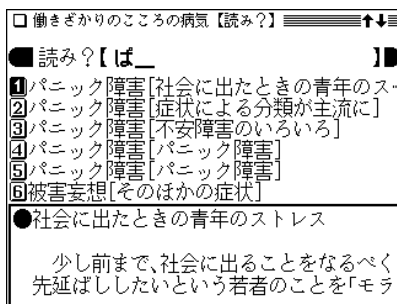 働きざかりのこころの病気【読み?】
読み?【ぱ_ 】
1パニック障害[社会に出たときの青年のス
2パニック障害[症状による分類が主流に]
3パニック障害[不安障害のいろいろ]
4パニック障害[パニック障害]
5パニック障害[パニック障害]
6被害妄想[そのほかの症状]
●社会に出たときの青年のストレス
少し前まで、社会に出ることをなるべく
先延ばししたいという若者のことを「モラ